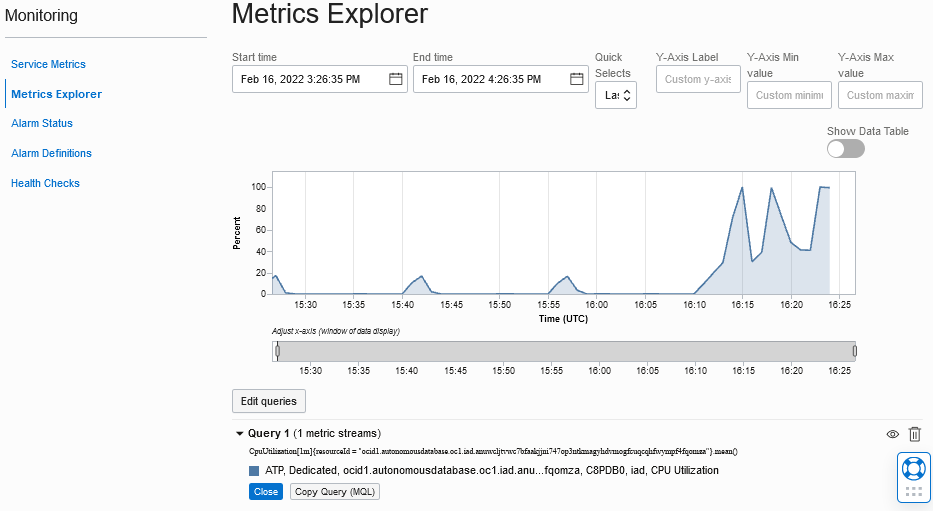 Monitoring
Service Metrics
Metrics Explorer
Alarm Status
Alarm Definitions
Health Checks
Metrics Explorer
Start time
Feb 16, 2022 3:26:35 PM
End time
Feb 16, 2022 4:26:35 PM
Quick
Selects
Las
Y-Axis Label
Custom y-axis
Y-Axis Min
value
Custom minimu
Y-Axis Max
value
Custom maxim
Show Data Table
Percent
100
80
60
40
20
0
15:30 15:35 15:40 15:45 15:50 15:55 16:00 16:05 16:10 16:15 16:20 16:25
Time (UTC)
Adjust x-axis (window of data display)
15:30 15:35 15:40 15:45 15:50 15:55 16:00 16:05 16:10 16:15 16:20 16:25
Edit queries
Query 1 (1 metric streams)
CpuUtilization[1m]{resourceId = 
ATP, Dedicated, ocid1.autonomousdatabase.oc1.iad.anu...fqomza, C8PDB0, iad, CPU Utilization
Close
Copy Query (MQL)